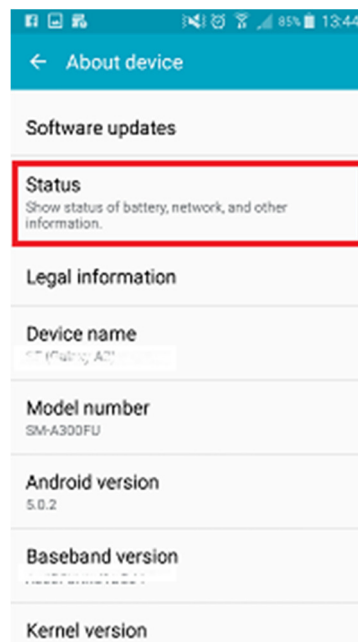 85% 13:44
About device
Software updates
Status
Show status of battery, network, and other
information.
Legal information
Device name
Model number
SM-A300FU
Android version
5.0.2
Baseband version
Kernel version